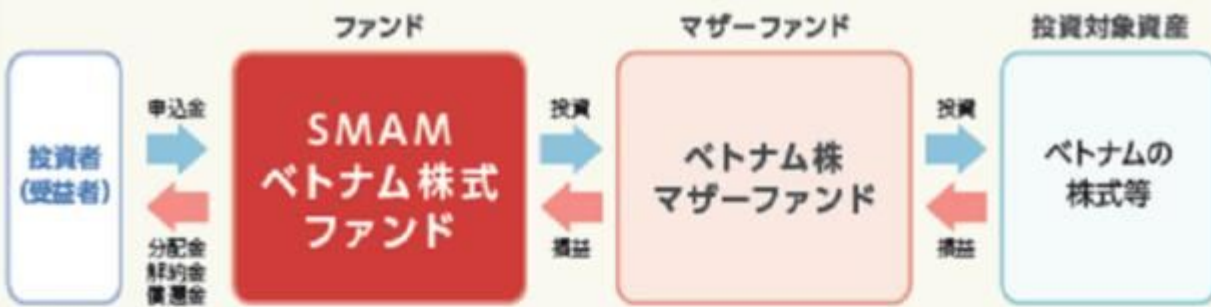 ファンド
マザーファンド
投資対象資産
投資者
(受益者)
申込金
分配金
解約金
償還金
SMAM
ベトナム株式
ファンド
投資
損益
ベトナム株
マザーファンド
投資
損益
ベトナムの
株式等